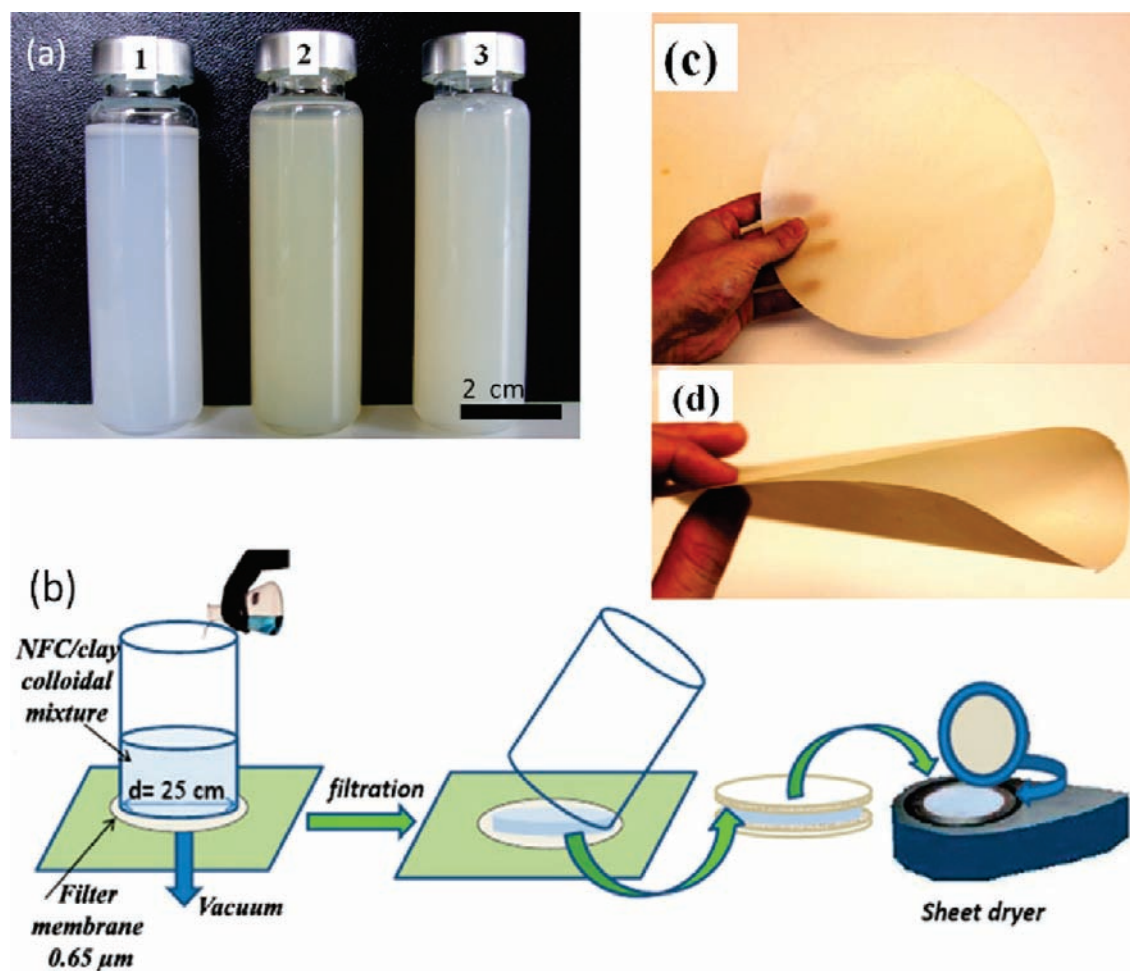 (a)
1
2
3
2 cm
(c)
(d)
(b)
NFC/clay
colloidal
mixture
d= 25 cm
Filter
membrane
0.65 μm
Vacuum
filtration
Sheet dryer